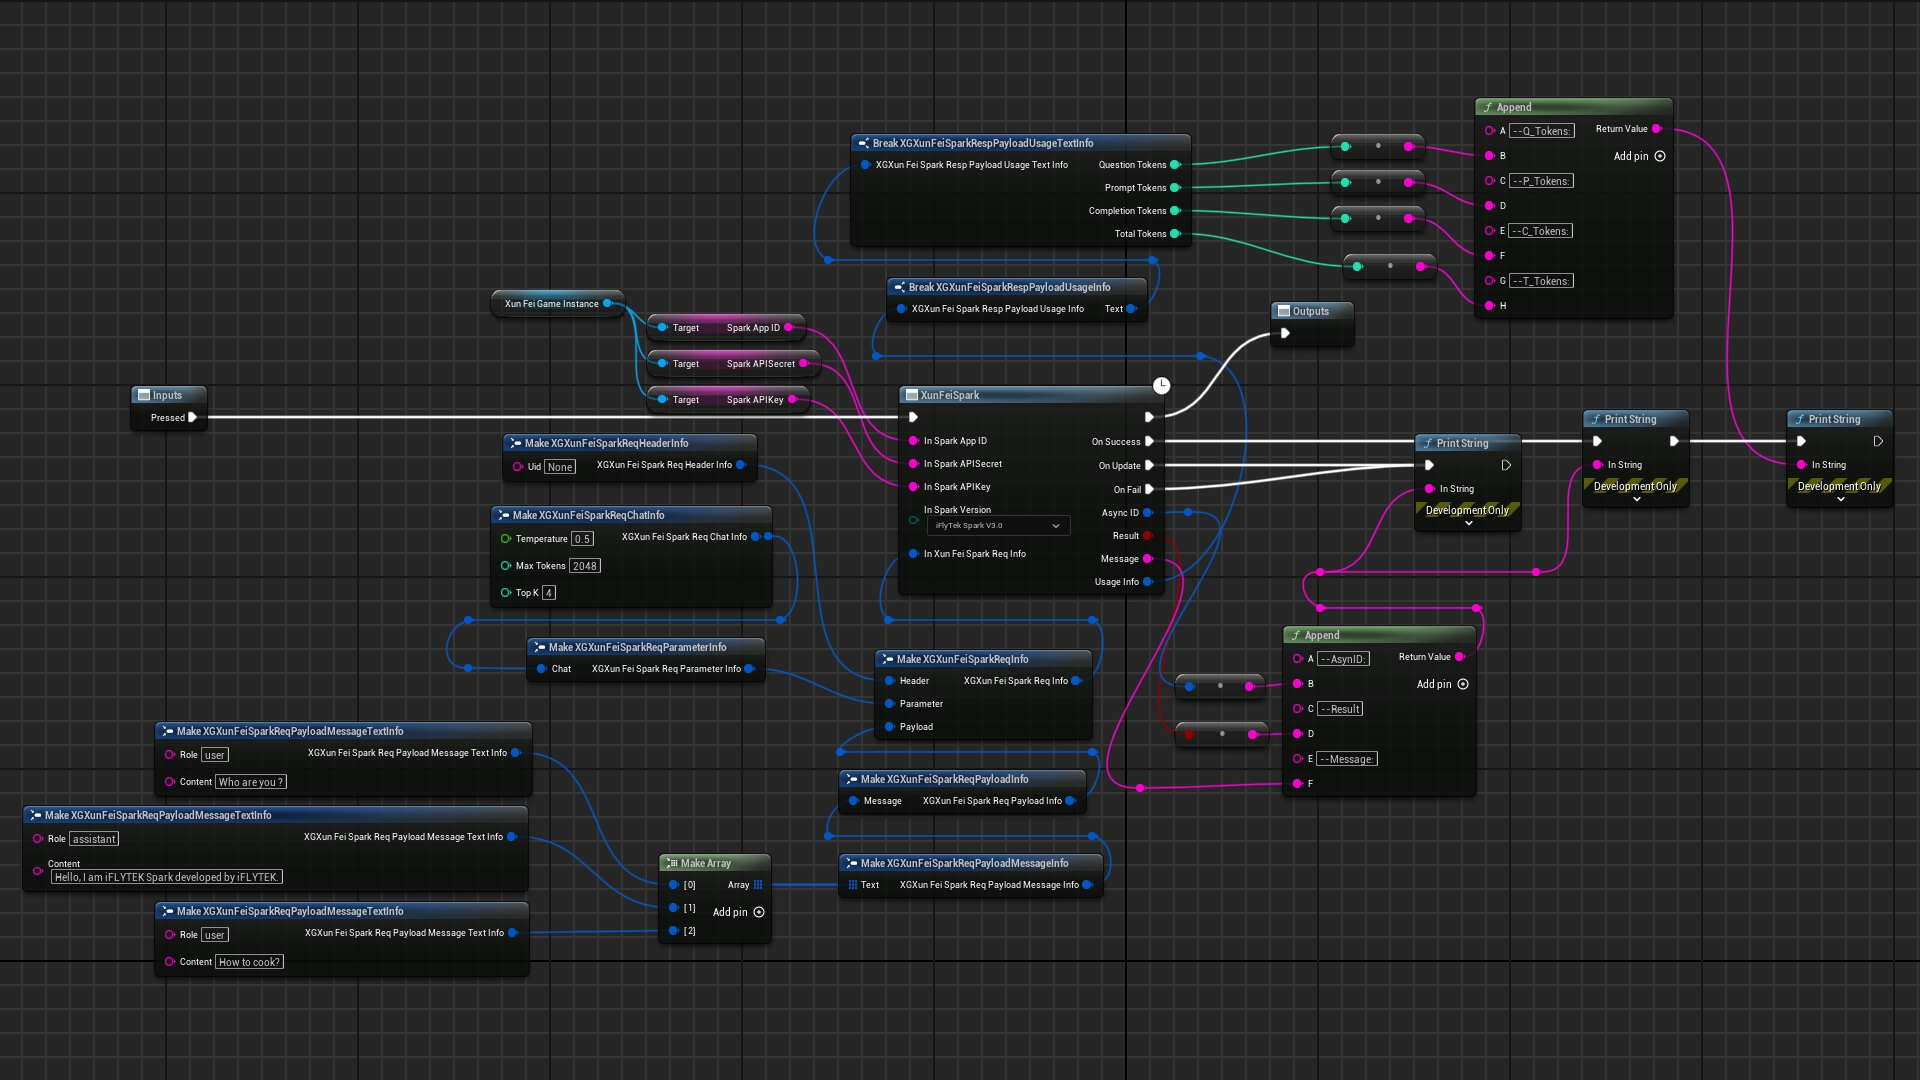 Append
A --Q_Tokens: Return Value
B Add pin
C --P_Tokens:
D
E --C_Tokens:
F
G --T_Tokens:
H
Break XGXunFeiSparkRespPayloadUsageTextInfo
XGXun Fei Spark Resp Payload Usage Text Info Question Tokens
Prompt Tokens
Completion Tokens
Total Tokens
Break XGXunFeiSparkRespPayloadUsageInfo
XGXun Fei Spark Resp Payload Usage Info Text
Xun Fei Game Instance
Target Spark App ID
Target Spark APISecret
Target Spark APIKey
Outputs
Inputs
Pressed
XunFeiSpark
In Spark App ID On Success
In Spark APISecret On Update
In Spark APIKey On Fail
In Spark Version Async ID
iFlyTek Spark V3.0
Result
In Xun Fei Spark Req Info Message
Usage Info
Print String
In String
Development Only
Print String
In String
Development Only
Print String
In String
Development Only
Make XGXunFeiSparkReqHeaderInfo
Uid None XGXun Fei Spark Req Header Info
Make XGXunFeiSparkReqChatInfo
Temperature 0.5 XGXun Fei Spark Req Chat Info
Max Tokens 2048
Top K 4
Make XGXunFeiSparkReqParameterInfo
Chat XGXun Fei Spark Req Parameter Info
Make XGXunFeiSparkReqInfo
Header XGXun Fei Spark Req Info
Parameter
Payload
Append
A --AsynID: Return Value
B Add pin
C --Result
D
E --Message:
F
Make XGXunFeiSparkReqPayloadMessageTextInfo
Role user XGXun Fei Spark Req Payload Message Text Info
Content Who are you ?
Make XGXunFeiSparkReqPayloadInfo
Message XGXun Fei Spark Req Payload Info
Make XGXunFeiSparkReqPayloadMessageTextInfo
Role assistant XGXun Fei Spark Req Payload Message Text Info
Content
Hello, I am iFLYTEK Spark developed by iFLYTEK.
Make Array
[0] Array
[1] Add pin
[2]
Make XGXunFeiSparkReqPayloadMessageInfo
Text XGXun Fei Spark Req Payload Message Info
Make XGXunFeiSparkReqPayloadMessageTextInfo
Role user XGXun Fei Spark Req Payload Message Text Info
Content How to cook?